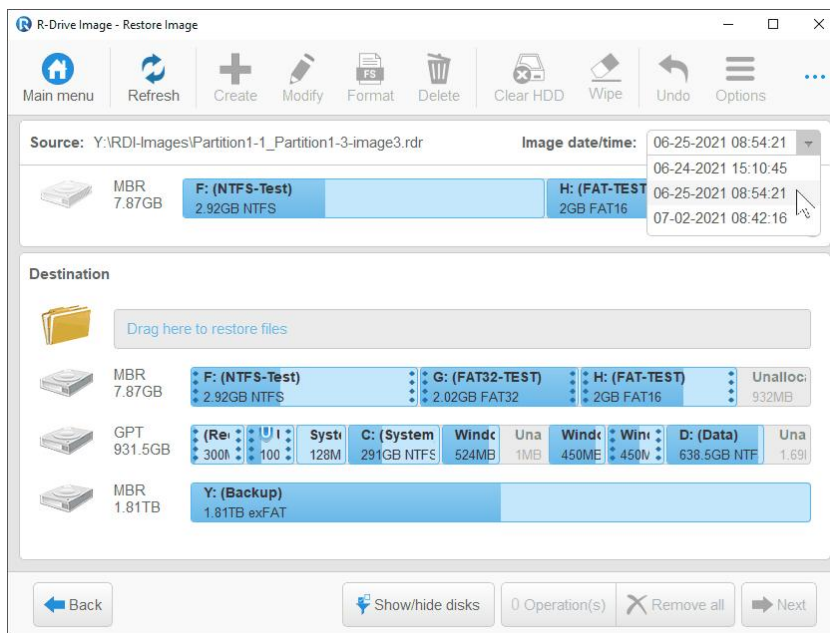 R-Drive Image - Restore Image
Main menu Refresh Create Modify Format Delete Clear HDD Wipe Undo Options
FS
Source: Y:\RDI-Images\Partition1-1_Partition1-3-image3.rdr Image date/time: 06-25-2021 08:54:21
06-24-2021 15:10:45
06-25-2021 08:54:21
07-02-2021 08:42:16
MBR F: (NTFS-Test) H: (FAT-TEST
7.87GB 2.92GB NTFS 2GB FAT16
Destination
Drag here to restore files
MBR F: (NTFS-Test) G: (FAT32-TEST) H: (FAT-TEST) Unalloc
7.87GB 2.92GB NTFS 2.02GB FAT32 2GB FAT16 932MB
GPT (Re C: (System Una D: (Data) Una
931.5GB 100 128M 291GB NTFS 524MB 1MB 638.5GB NTF
MBR Y: (Backup)
1.81TB 1.81TB exFAT
Back Show/hide disks 0 Operation(s) Remove all Next